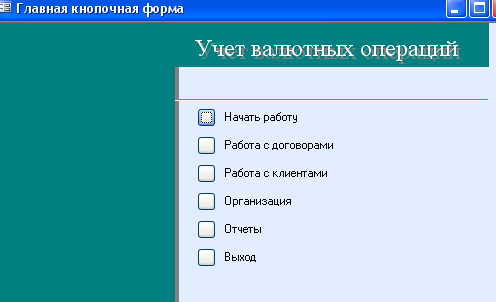 Главная кнопочная форма
Учет валютных операций
Начать работу
Работа с договорами
Работа с клиентами
Организация
Отчеты
Выход